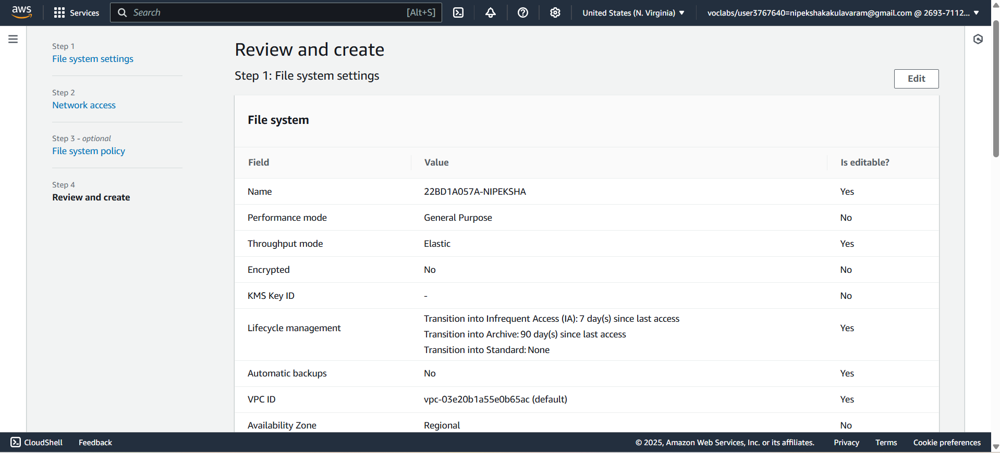 aws
Services
Search
[Alt+S]
United States (N. Virginia)
voclabs/user3767640=nipekshakakulavaram@gmail.com @ 2693-7112...
Step 1
File system settings
Step 2
Network access
Step 3 - optional
File system policy
Step 4
Review and create
Review and create
Step 1: File system settings
Edit
File system
Field Value Is editable?
Name 22BD1A057A-NIPEKSHA Yes
Performance mode General Purpose No
Throughput mode Elastic Yes
Encrypted No No
KMS Key ID - No
Lifecycle management Transition into Infrequent Access (IA): 7 day(s) since last access Yes
Transition into Archive: 90 day(s) since last access
Transition into Standard: None
Automatic backups No Yes
VPC ID vpc-03e20b1a55e0b65ac (default) Yes
Availability Zone Regional No
CloudShell
Feedback
© 2025, Amazon Web Services, Inc. or its affiliates.
Privacy
Terms
Cookie preferences